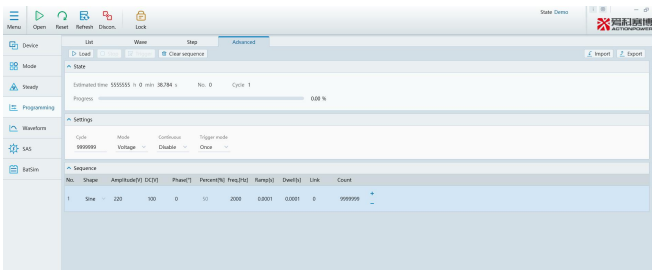 State Demo
爱科赛博
ACTIONPOWER
Menu Open Reset Refresh Discon. Lock
List Wave Step Advanced
Load Clear sequence Import Export
Device
Mode
Steady
Programming
Waveform
SAS
BatSim
State
Estimated time 5555555 h 0 min 38.784 s No. 0 Cycle 1
Progress 0.00 %
Settings
Cycle Mode Continuous Trigger mode
9999999 Voltage Disable Once
Sequence
No. Shape Amplitude[V] DC[V] Phase[°] Percent[%] Freq.[Hz] Ramp[s] Dwell[s] Link Count
1 Sine 220 100 0 50 2000 0.0001 0.0001 0 9999999